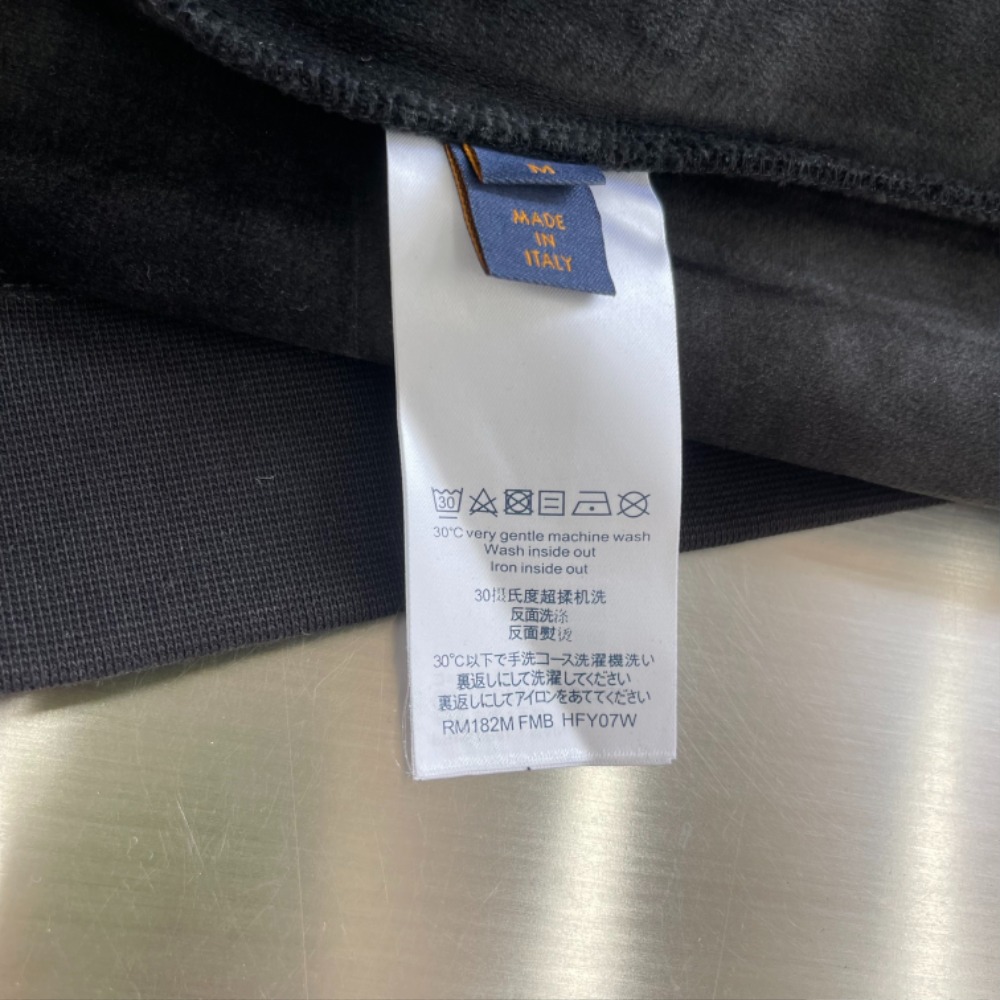 M
MADE
IN
ITALY
30
30℃ very gentle machine wash
Wash inside out
Iron inside out
30摄氏度超揉机洗
反面洗涤
反面熨烫
30℃以下で手洗コース洗濯機洗い
裏返しにして洗濯してください
裏返しにしてアイロンをあててください
RM182M FMB HFY07W